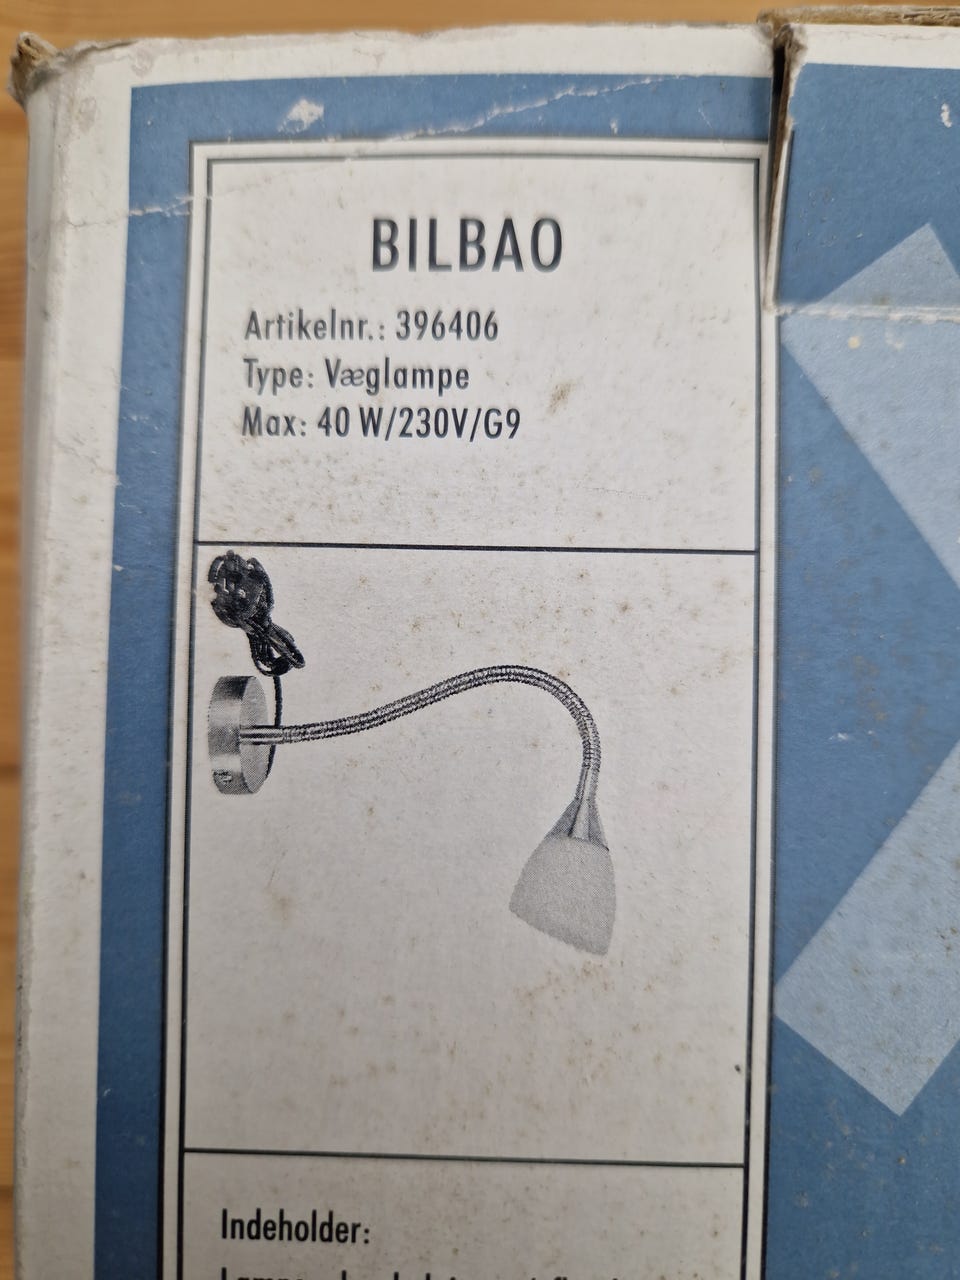 BILBAO
Artikelnr.: 396406
Type: Væglampe
Max: 40 W/230V/G9
Indeholder: